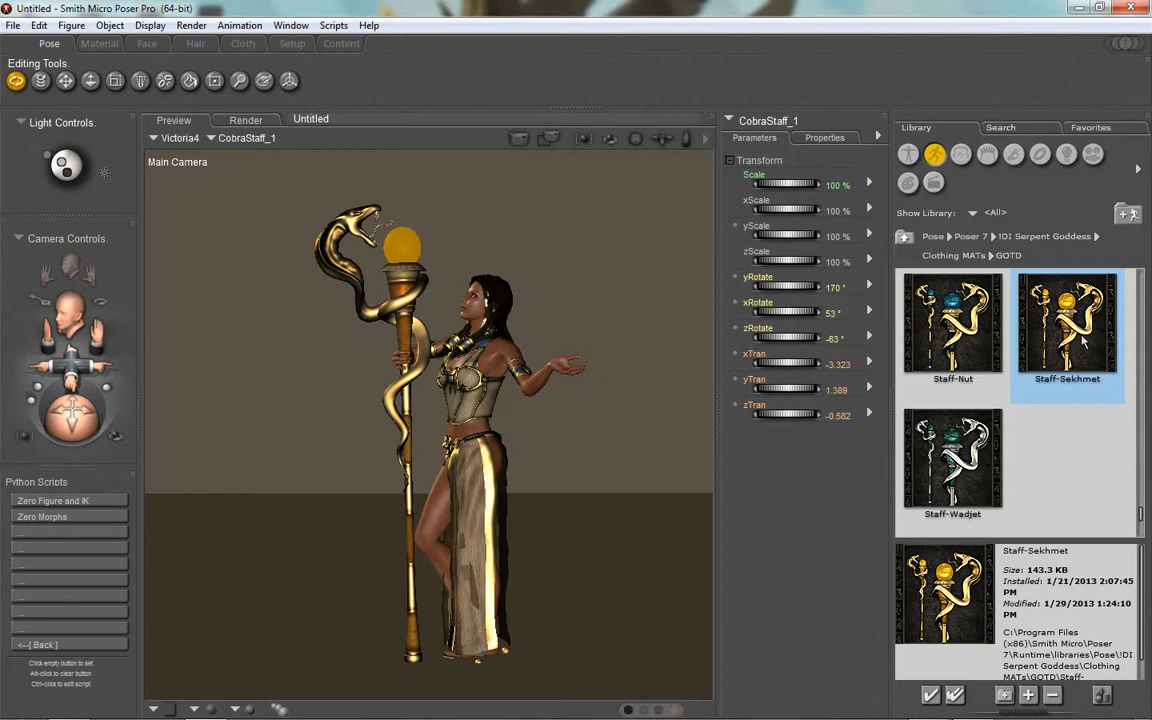 Untitled - Smith Micro Poser Pro (64-bit)
File Edit Figure Object Display Render Animation Window Scripts Help
Pose Material Face Hair Cloth Setup Content
Editing Tools.
Light Controls.
Camera Controls.
Python Scripts
Zero Figure and IK
Zero Morphs
...
...
...
...
...
...
...
<---[ Back ]
Click empty button to set
Alt-click to clear button
Ctrl-click to edit script
Preview Render Untitled
Victoria4 CobraStaff_1
Main Camera
CobraStaff_1
Parameters Properties
Transform
Scale
100 %
xScale
100 %
yScale
100 %
zScale
100 %
yRotate
170 °
xRotate
53 °
zRotate
-63 °
xTran
-3.323
yTran
1.389
zTran
-0.582
Library Search Favorites
Show Library: <All>
Pose Poser 7 !DI Serpent Goddess
Clothing MATs GOTD
Staff-Nut Staff-Sekhmet
Staff-Wadjet
Staff-Sekhmet
Size: 143.3 KB
Installed: 1/21/2013 2:07:45
PM
Modified: 1/29/2013 1:24:10
PM
C:\Program Files
(x86)\Smith Micro\Poser
7\Runtime\libraries\Pose\!DI
Serpent Goddess\Clothing
MATs\GOTD\Staff-